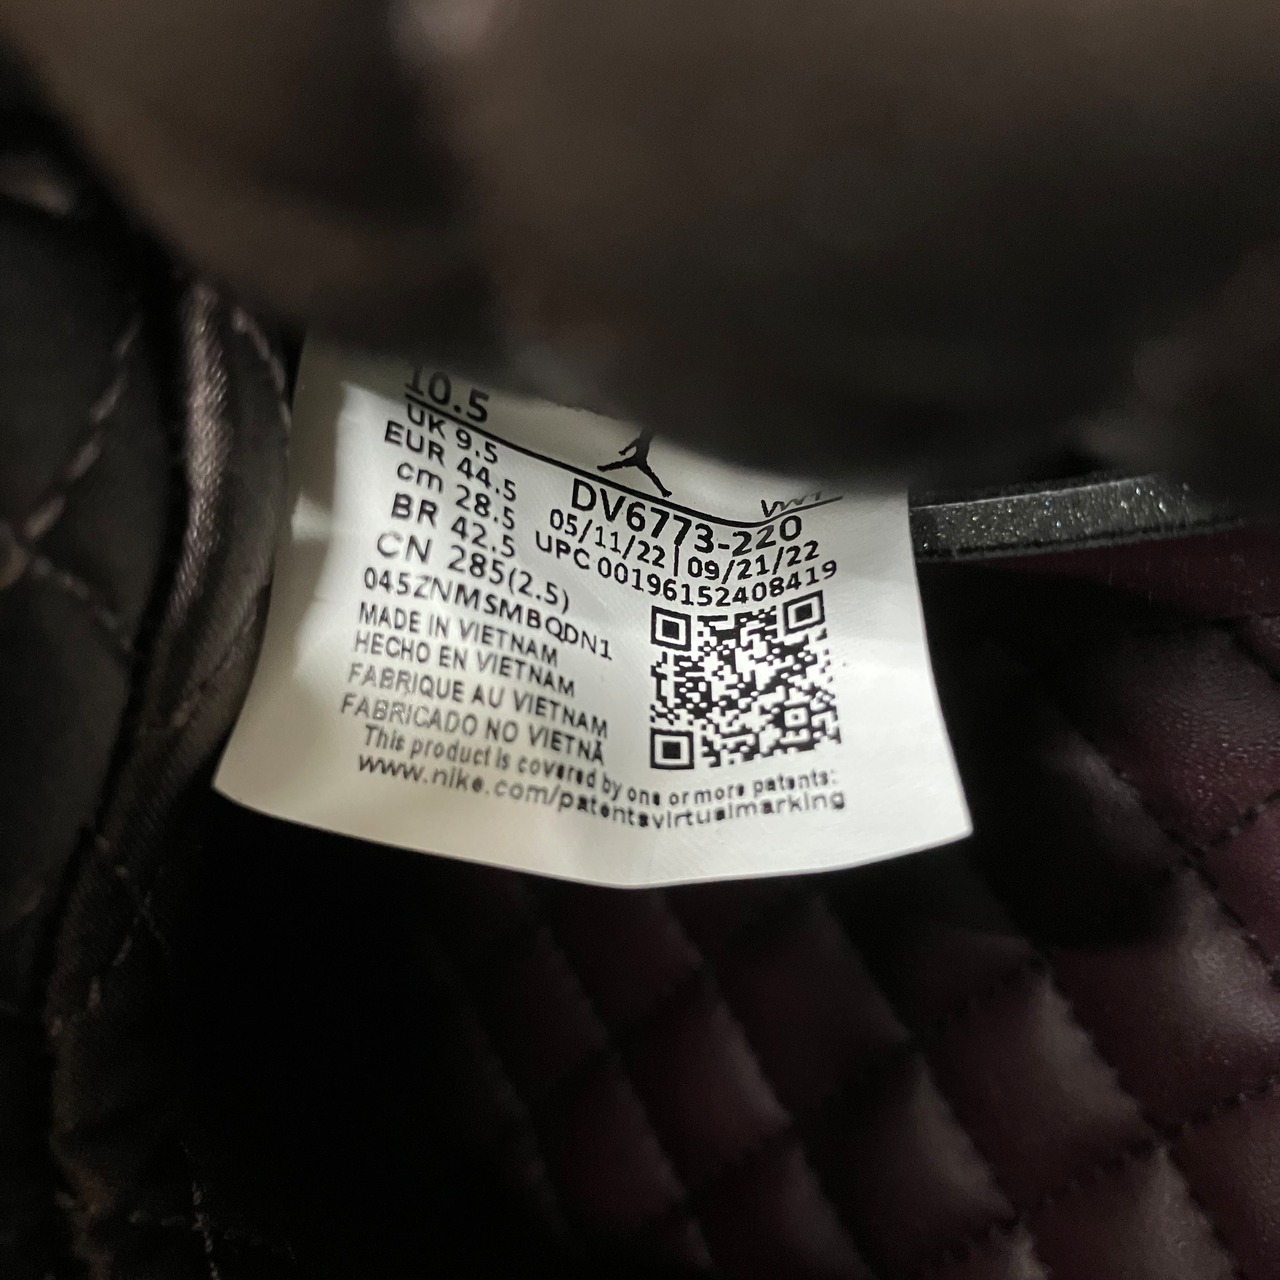 10.5
UK 9.5
EUR 44.5
cm 28.5
BR 42.5
CN 285(2.5)
DV6773-220
05/11/22 | 09/21/22
UPC 00196152408419
045ZNMSMBQDN1
MADE IN VIETNAM
HECHO EN VIETNAM
FABRIQUE AU VIETNAM
FABRICADO NO VIETNÃ
This product is covered by one or more patents:
www.nike.com/patentsvirtualmarking